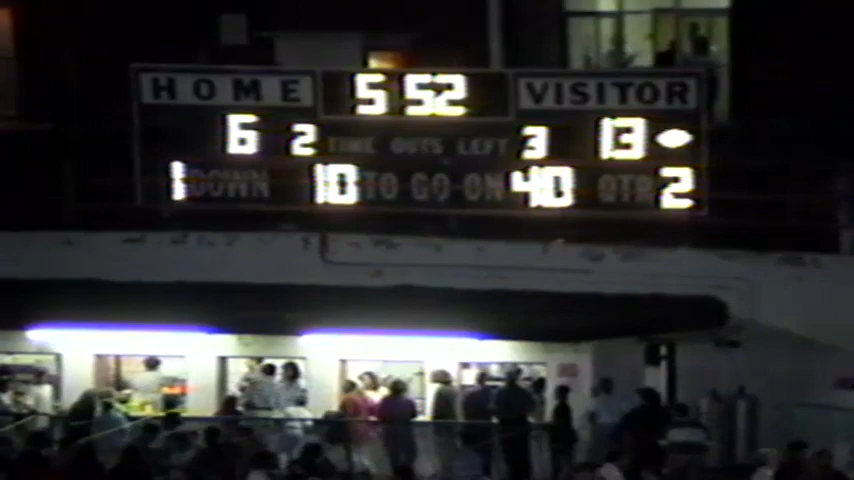 HOME 5 52 VISITOR
6 2 TIME OUTS LEFT 3 13
1 DOWN 10 TO GO ON 40 QTR 2